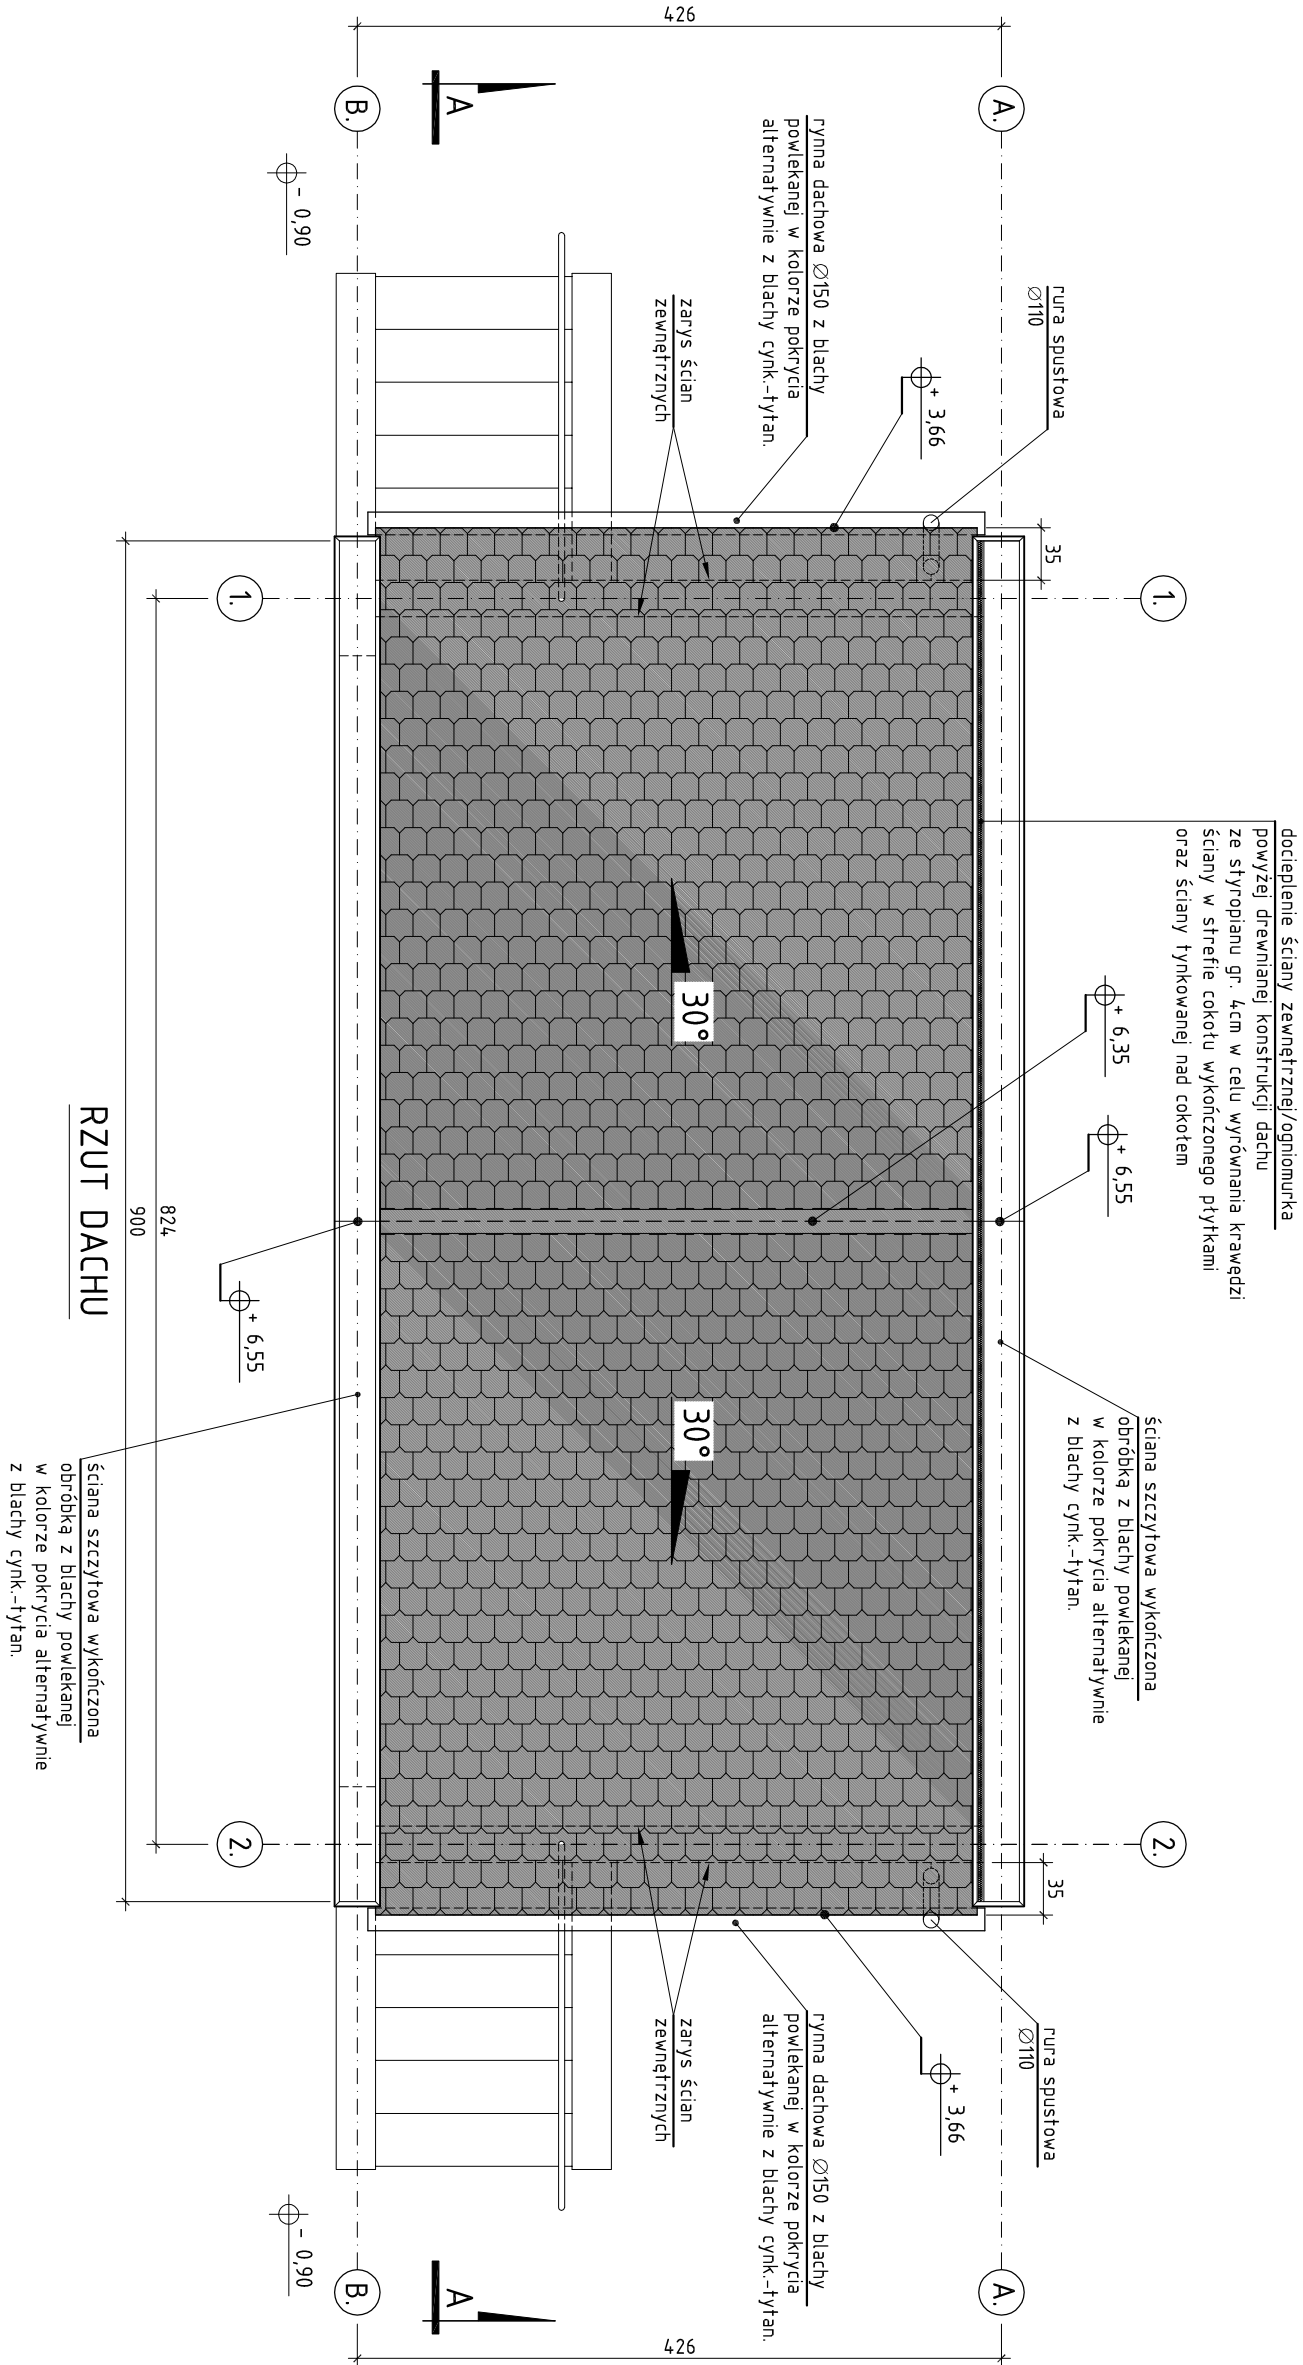 docieplenie ściany zewnętrznej/ogniomurka
powyżej drewnianej konstrukcji dachu
ze styropianu gr. 4cm w celu wyrównania krawędzi
ściany w strefie cokołu wykończonego płytkami
oraz ściany tynkowanej nad cokołem
1.
2.
ściana szczytowa wykończona
obróbką z blachy powlekanej
w kolorze pokrycia alternatywnie
z blachy cynk.-tytan.
+ 6,35
+ 6,55
rura spustowa
Ø110
35
35
rura spustowa
Ø110
A.
A.
+ 3,66
+ 3,66
rynna dachowa Ø150 z blachy
powlekanej w kolorze pokrycia
alternatywnie z blachy cynk.-tytan.
rynna dachowa Ø150 z blachy
powlekanej w kolorze pokrycia
alternatywnie z blachy cynk.-tytan.
426
426
zarys ścian
zewnętrznych
30°
30°
zarys ścian
zewnętrznych
A
A
B.
B.
- 0,90
- 0,90
+ 6,55
1.
2.
824
900
RZUT DACHU
ściana szczytowa wykończona
obróbką z blachy powlekanej
w kolorze pokrycia alternatywnie
z blachy cynk.-tytan.